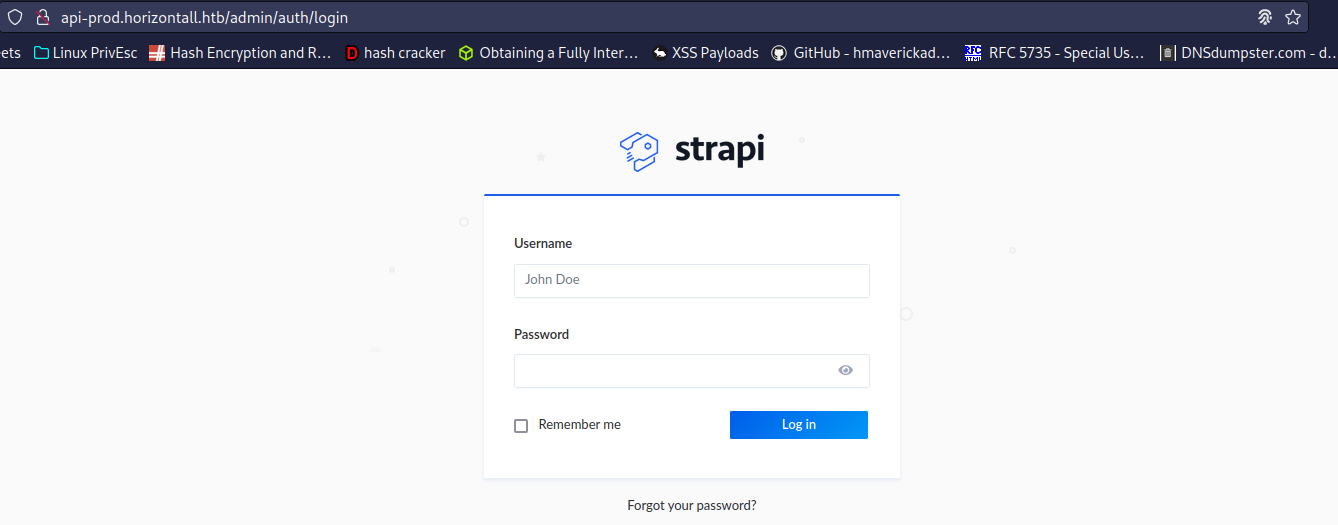 api-prod.horizontall.htb/admin/auth/login
ets Linux PrivEsc Hash Encryption and R… D hash cracker Obtaining a Fully Inter… XSS Payloads GitHub - hmaverickad… RFC RFC 5735 - Special Us… DNSdumpster.com - d…
strapi
Username
John Doe
Password
Remember me Log in
Forgot your password?